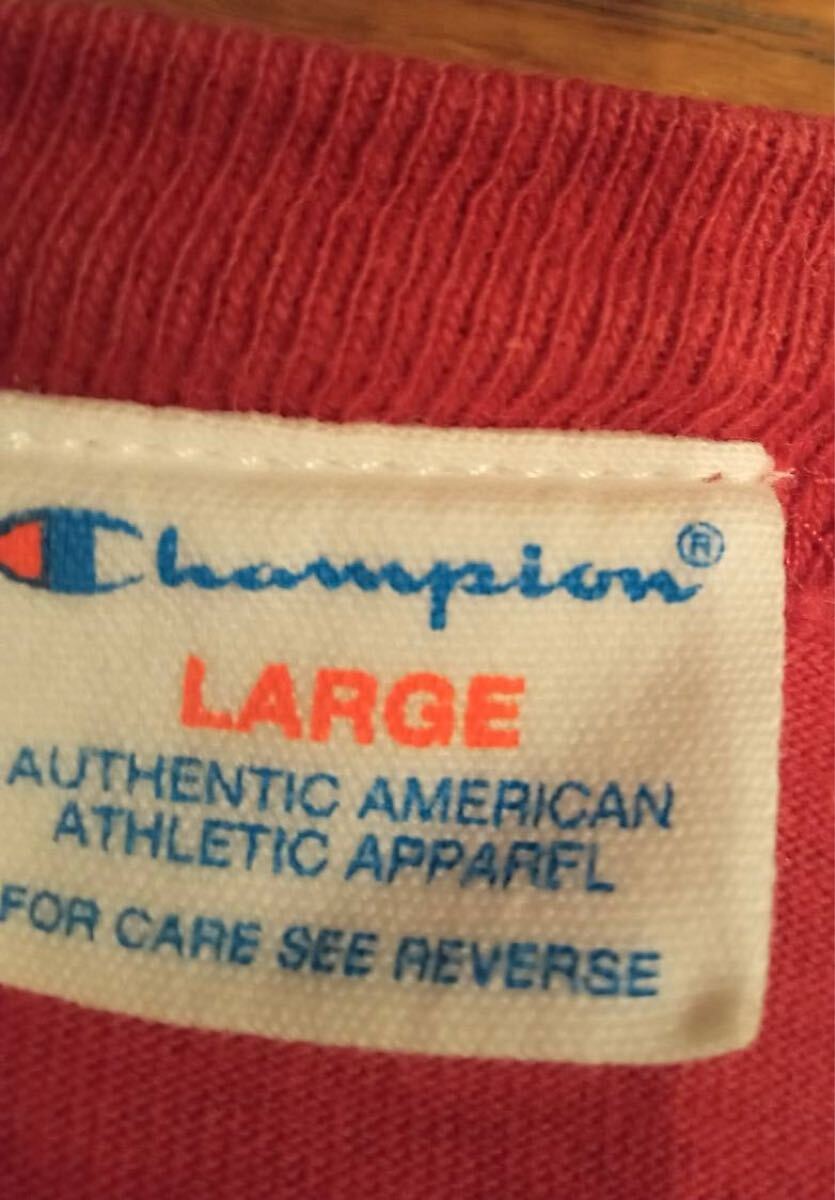 Champion®
LARGE
AUTHENTIC AMERICAN
ATHLETIC APPAREL
FOR CARE SEE REVERSE